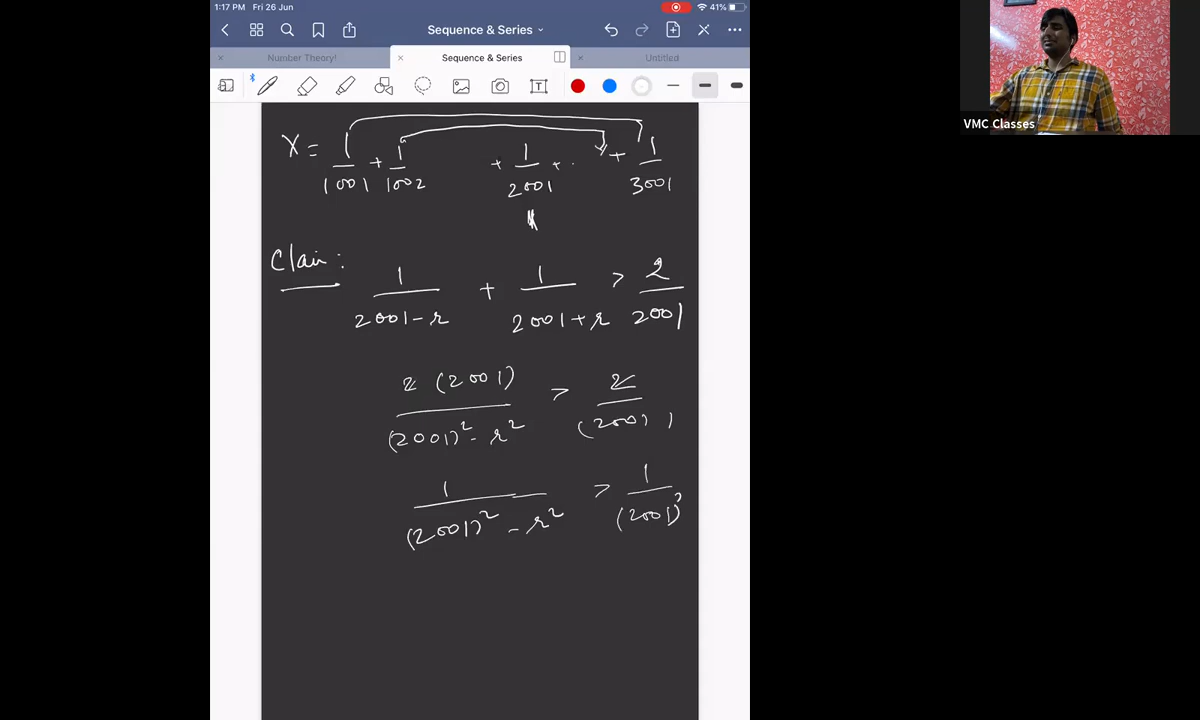 1:17 PM Fri 26 Jun
41%
Sequence & Series
Number Theory!
Sequence & Series
Untitled
X = 1/1001 + 1/1002 + 1/2001 + . . + 1/3001
Claim:
1/(2001 - r) + 1/(2001 + r) > 2/2001
2 (2001)/((2001)² - r²) > 2/(2001)
1/((2001)² - r²) > 1/(2001)²
VMC Classes